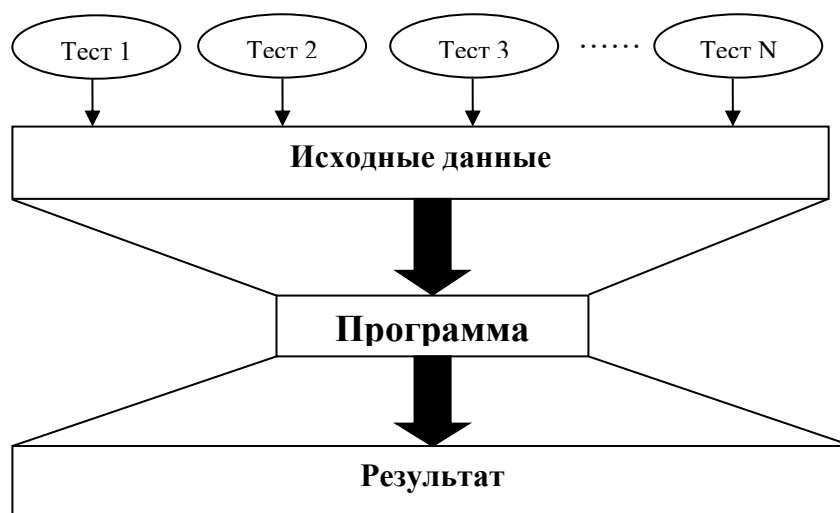 Тест 1 Тест 2 Тест 3 ...... Тест N
Исходные данные
Программа
Результат